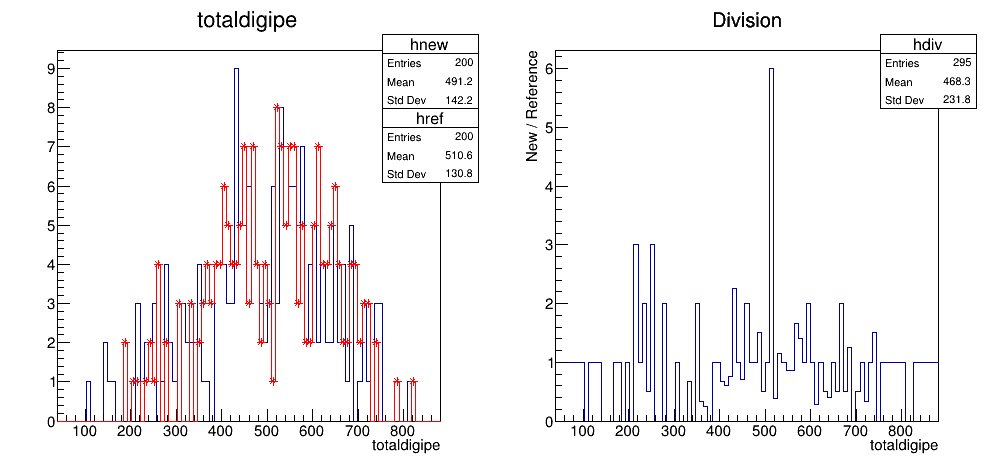 totaldigipe
hnew
Entries 200
Mean 491.2
Std Dev 142.2
href
Entries 200
Mean 510.6
Std Dev 130.8
9
8
7
6
5
4
3
2
1
0
100 200 300 400 500 600 700 800
totaldigipe
Division
hdiv
Entries 295
Mean 468.3
Std Dev 231.8
New / Reference
6
5
4
3
2
1
0
100 200 300 400 500 600 700 800
totaldigipe